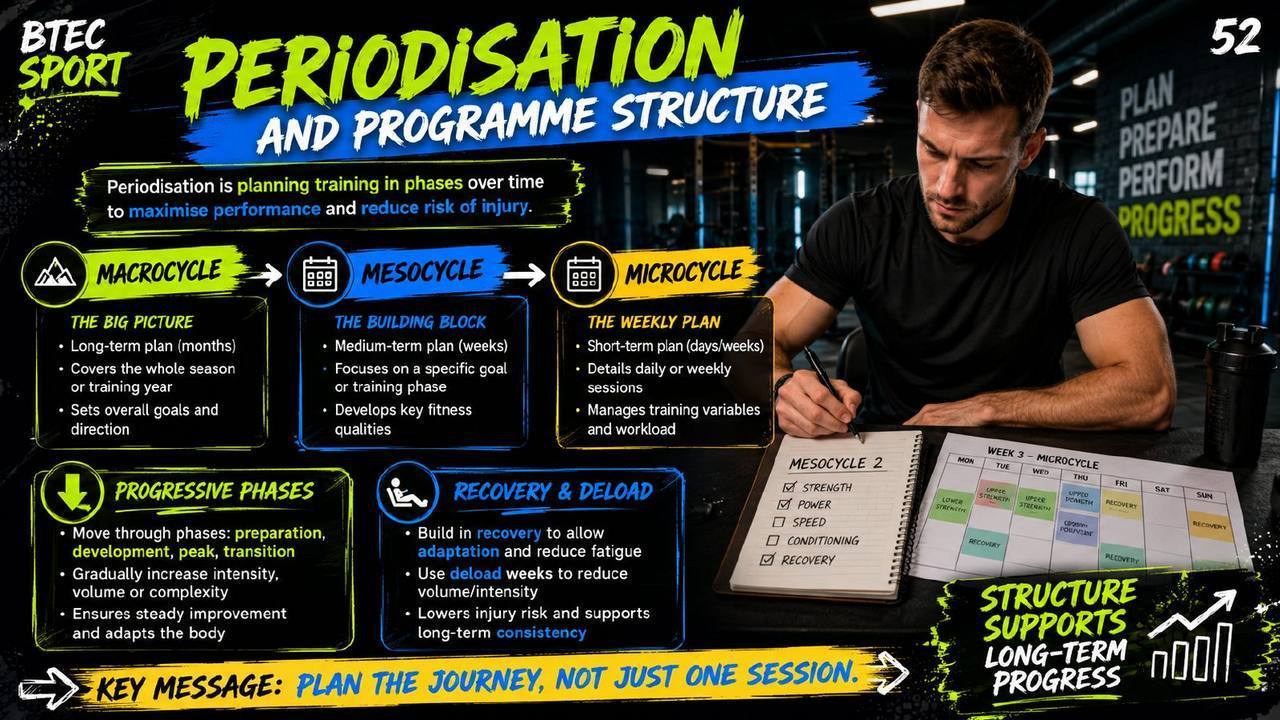 BTEC
SPORT
PERIODISATION
AND PROGRAMME STRUCTURE
52
PLAN
PREPARE
PERFORM
PROGRESS
Periodisation is planning training in phases over time
to maximise performance and reduce risk of injury.
MACROCYCLE
THE BIG PICTURE
• Long-term plan (months)
• Covers the whole season
or training year
• Sets overall goals and
direction
MESOCYCLE
THE BUILDING BLOCK
• Medium-term plan (weeks)
• Focuses on a specific goal
or training phase
• Develops key fitness
qualities
MICROCYCLE
THE WEEKLY PLAN
• Short-term plan (days/weeks)
• Details daily or weekly
sessions
• Manages training variables
and workload
PROGRESSIVE PHASES
• Move through phases: preparation,
development, peak, transition
• Gradually increase intensity,
volume or complexity
• Ensures steady improvement
and adapts the body
RECOVERY & DELOAD
• Build in recovery to allow
adaptation and reduce fatigue
• Use deload weeks to reduce
volume/intensity
• Lowers injury risk and supports
long-term consistency
MESOCYCLE 2
STRENGTH
POWER
SPEED
CONDITIONING
RECOVERY
WEEK 3 – MICROCYCLE
MON TUE WED THU FRI SAT SUN
LOWER
STRENGTH
UPPER
STRENGTH
UPPER
STRENGTH
RECOVERY
RECOVERY
RECOVERY
RECOVERY
KEY MESSAGE: PLAN THE JOURNEY, NOT JUST ONE SESSION.
STRUCTURE
SUPPORTS
LONG-TERM
PROGRESS